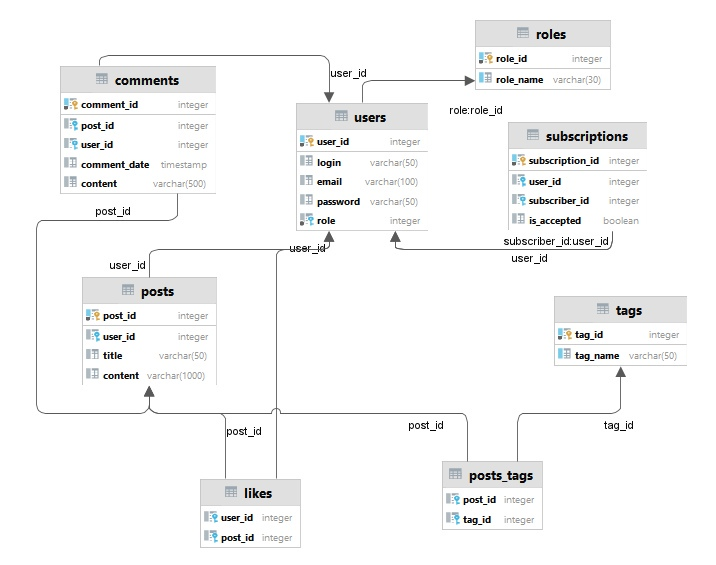 roles
role_id integer
role_name varchar(30)
comments
comment_id integer
post_id integer
user_id integer
comment_date timestamp
content varchar(500)
user_id
role:role_id
users
user_id integer
login varchar(50)
email varchar(100)
password varchar(50)
role integer
subscriptions
subscription_id integer
user_id integer
subscriber_id integer
is_accepted boolean
post_id
subscriber_id:user_id
user_id
user_id
user_id
posts
post_id integer
user_id integer
title varchar(50)
content varchar(1000)
tags
tag_id integer
tag_name varchar(50)
post_id
post_id
tag_id
likes
user_id integer
post_id integer
posts_tags
post_id integer
tag_id integer